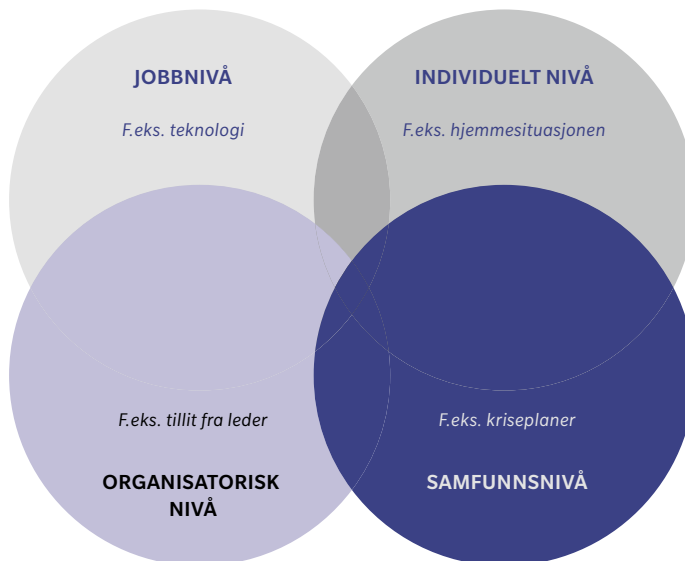 JOBBNIVÅ
F.eks. teknologi
INDIVIDUELT NIVÅ
F.eks. hjemmesituasjonen
F.eks. tillit fra leder
ORGANISATORISK
NIVÅ
F.eks. kriseplaner
SAMFUNNSNIVÅ